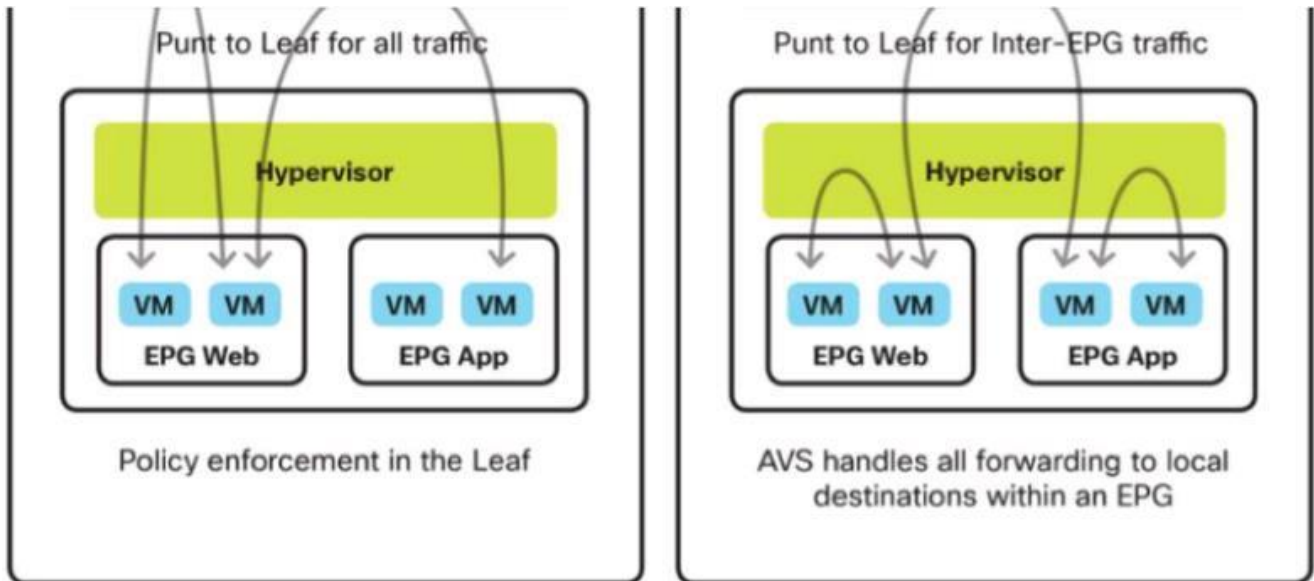 Punt to Leaf for all traffic
Hypervisor
VM VM
EPG Web
VM VM
EPG App
Policy enforcement in the Leaf
Punt to Leaf for Inter-EPG traffic
Hypervisor
VM VM
EPG Web
VM VM
EPG App
AVS handles all forwarding to local
destinations within an EPG